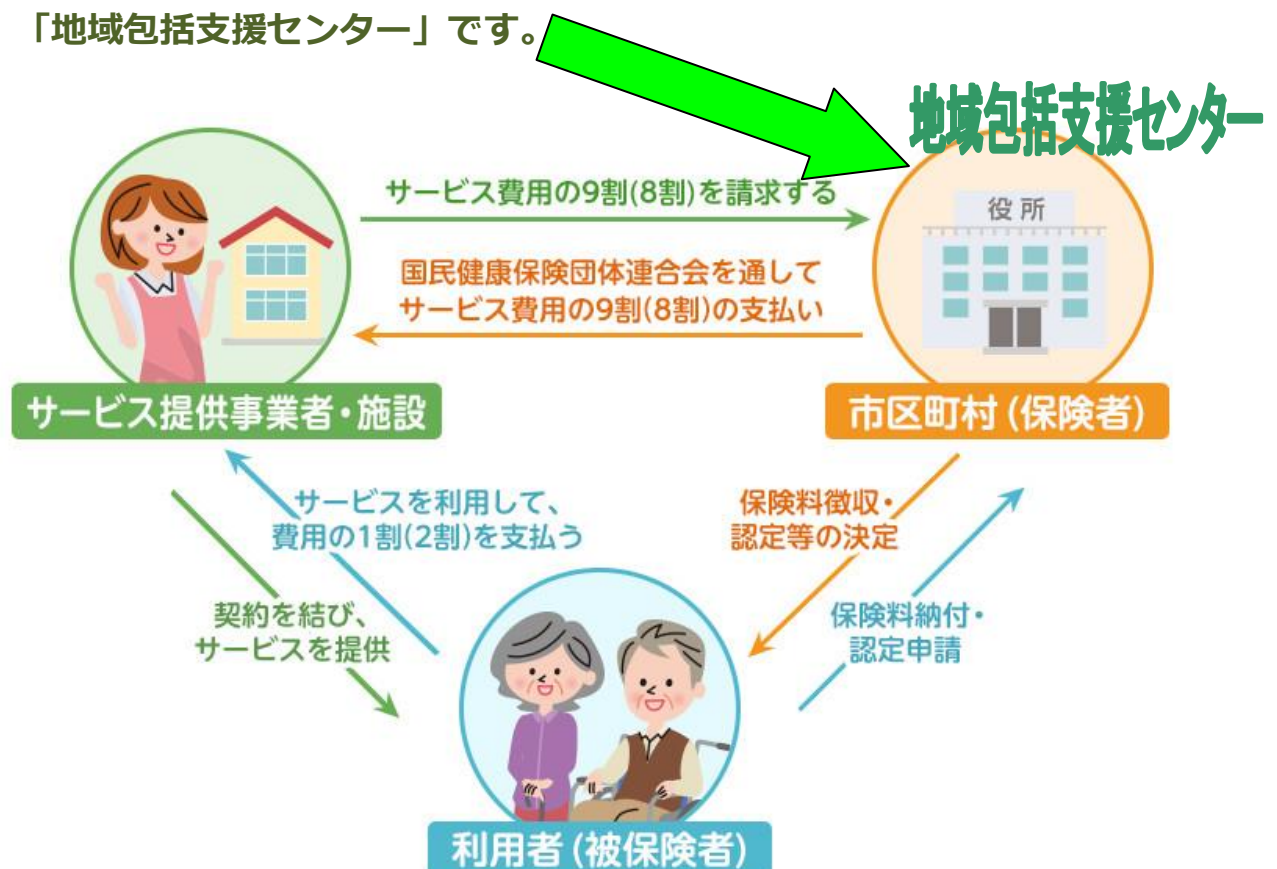 「地域包括支援センター」です。
地域包括支援センター
サービス費用の9割(8割)を請求する
役所
国民健康保険団体連合会を通して
サービス費用の9割(8割)の支払い
サービス提供事業者・施設
市区町村(保険者)
サービスを利用して、
費用の1割(2割)を支払う
保険料徴収・
認定等の決定
契約を結び、
サービスを提供
保険料納付・
認定申請
利用者(被保険者)